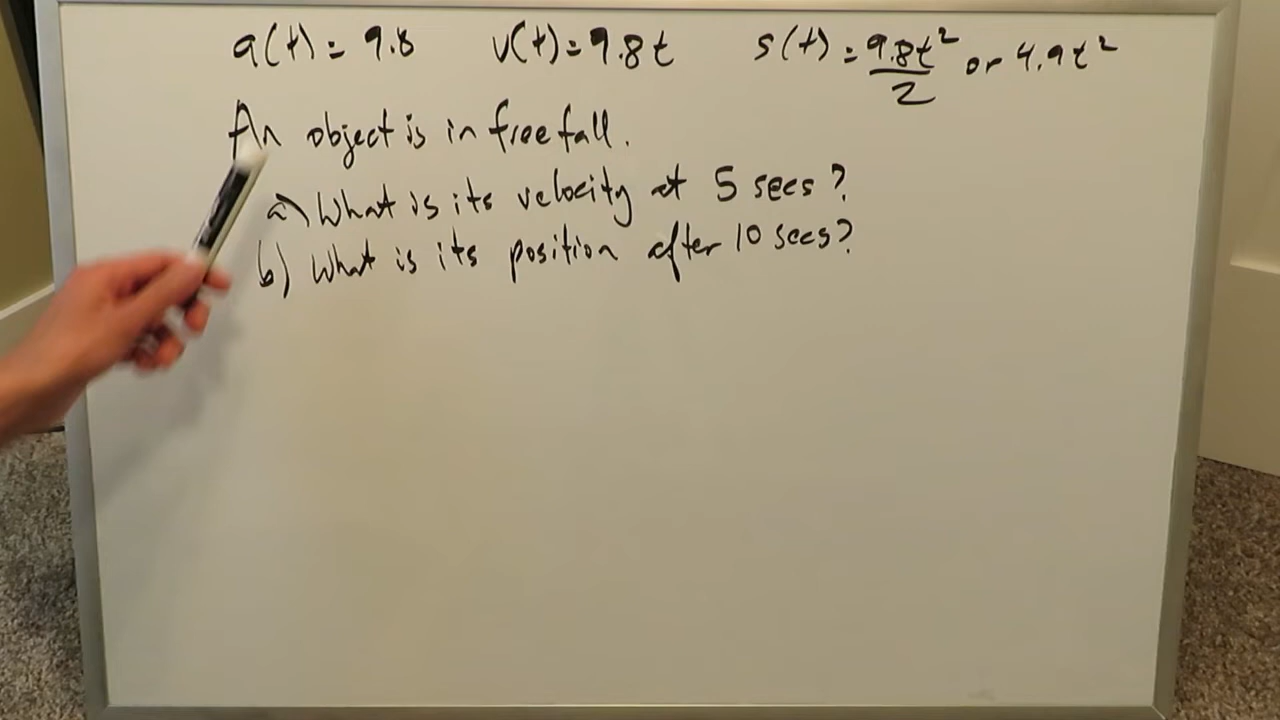 a(t) = 9.8 v(t) = 9.8t s(t) = 9.8t²/2 or 4.9t²
An object is in free fall.
a) What is its velocity at 5 secs?
b) What is its position after 10 secs?